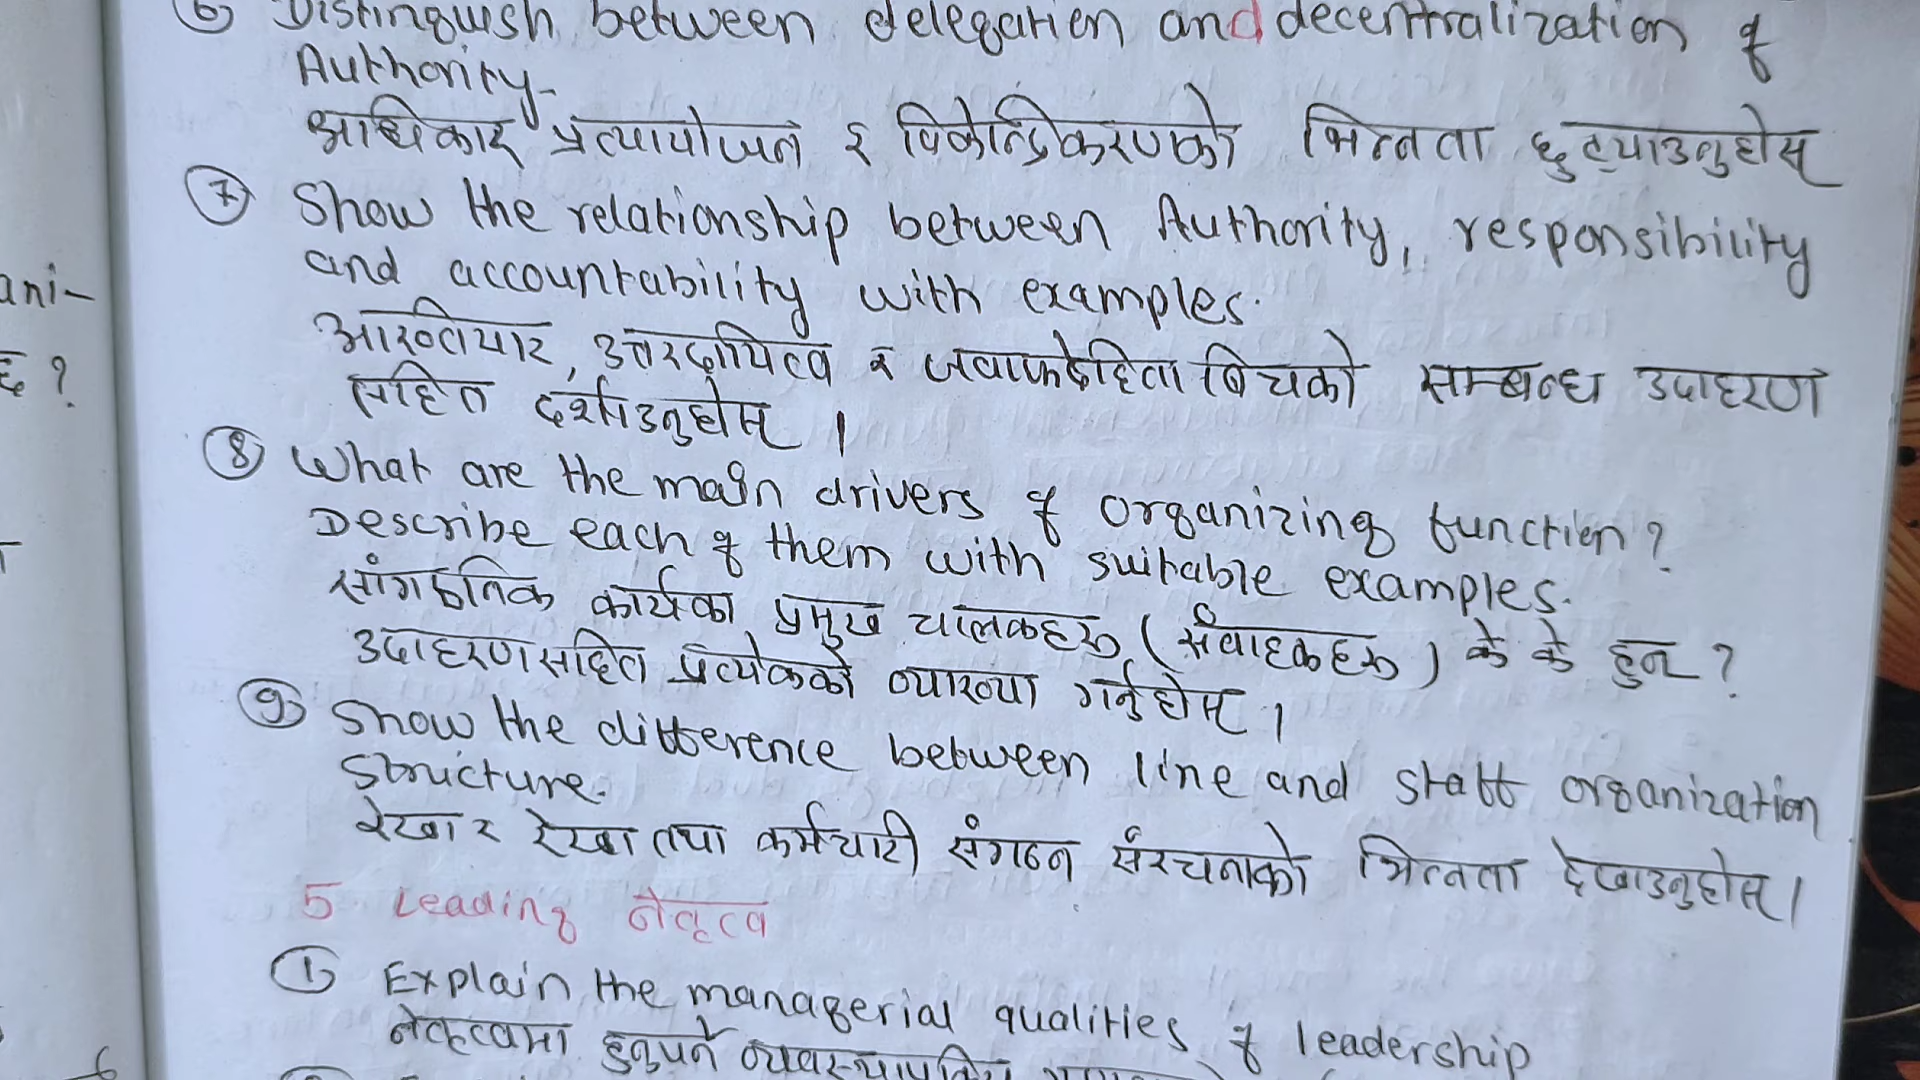 ani-
छ ?
⑥ Distinguish between delegation and decentralization of
Authority.
अधिकार प्रत्यायोजन र विकेन्द्रिकरणको भिन्नता छुट्याउनुहोस्
⑦ Show the relationship between Authority, responsibility
and accountability with examples.
आख्तियार, उत्तरदायित्व र जवाफदेहिता बिचको सम्बन्ध उदाहरण
सहित दर्शाउनुहोस् ।
⑧ What are the main drivers of organizing function ?
Describe each of them with suitable examples.
सांगठनिक कार्यका प्रमुख चालकहरू (संवाहकहरू) के के हुन ?
उदाहरणसहित प्रत्येकको व्याख्या गर्नुहोस् ।
⑨ Show the difference between line and staff organization
structure.
रेखा र रेखा तथा कर्मचारी संगठन संरचनाको भिन्नता देखाउनुहोस् ।
5. Leading नेतृत्व
① Explain the managerial qualities of leadership
नेतृत्वमा हुनुपर्ने